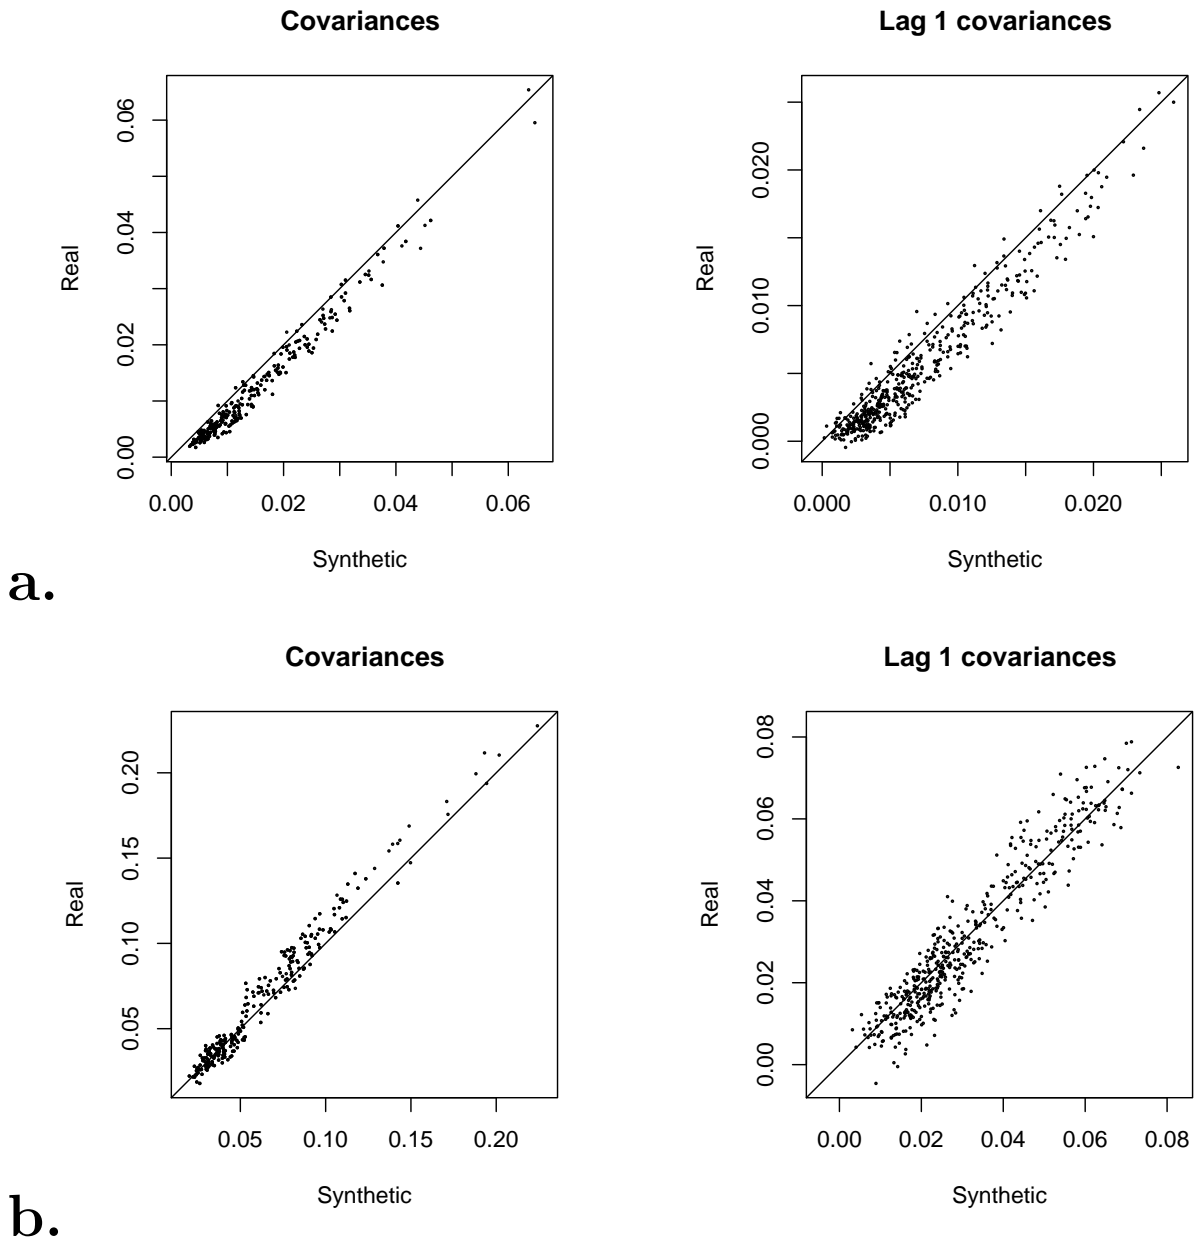 Covariances
Lag 1 covariances
0.06
0.04
0.02
0.00
Real
0.00 0.02 0.04 0.06
Synthetic
0.020
0.010
0.000
Real
0.000 0.010 0.020
Synthetic
a.
Covariances
Lag 1 covariances
0.20
0.15
0.10
0.05
Real
0.05 0.10 0.15 0.20
Synthetic
0.08
0.06
0.04
0.02
0.00
Real
0.00 0.02 0.04 0.06 0.08
Synthetic
b.